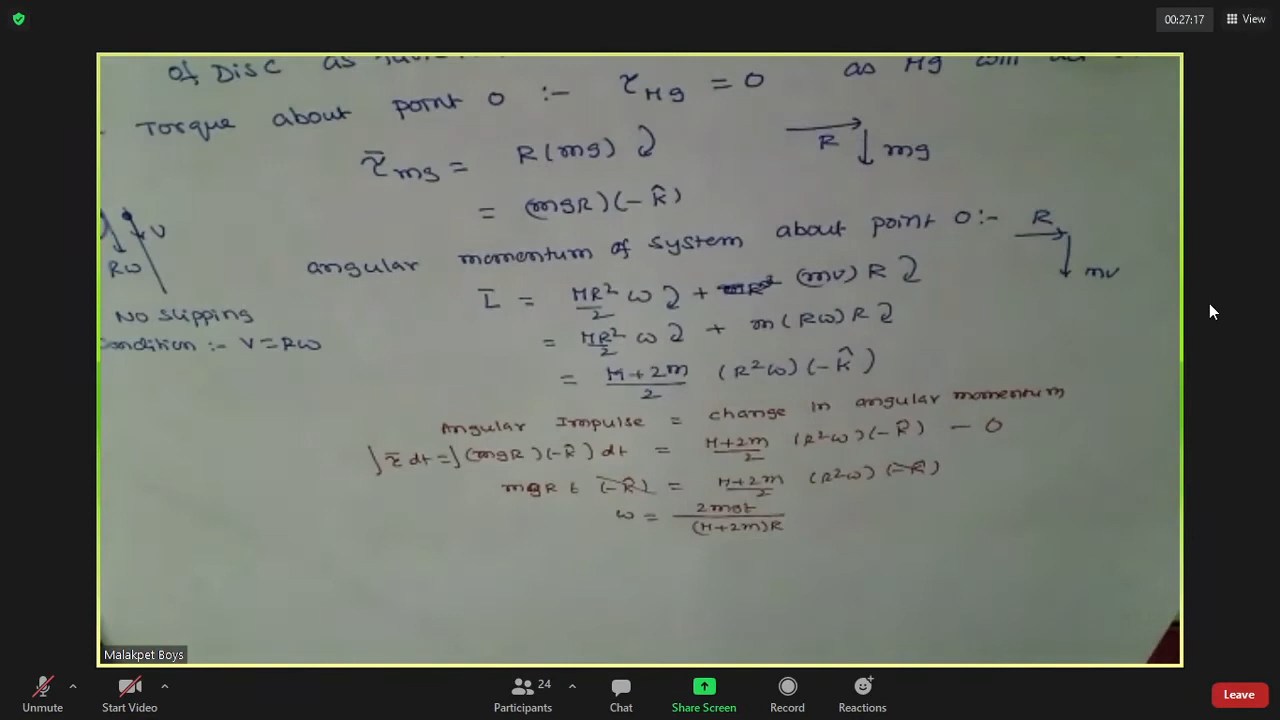 00:27:17
View
of Disc as
Torque about point O :- τMg = 0 as Mg will
τ̄mg = R(mg) ⤸ R mg
= (mgR)(-k̂)
V
Rω
No slipping
Condition :- V = Rω
angular momentum of system about point O :- R
mv
L̄ = MR²/2 ω ⤸ + (mv) R ⤸
= MR²/2 ω ⤸ + m(Rω)R ⤸
= M+2m/2 (R²ω)(-k̂)
Angular Impulse = change in angular momentum
∫τ̄ dt = ∫(mgR)(-k̂) dt = M+2m/2 (R²ω)(-k̂) - 0
mgR t (-k̂) = M+2m/2 (R²ω)(-k̂)
ω = 2mgt/(M+2m)R
Malakpet Boys
Unmute
Start Video
24
Participants
Chat
Share Screen
Record
Reactions
Leave